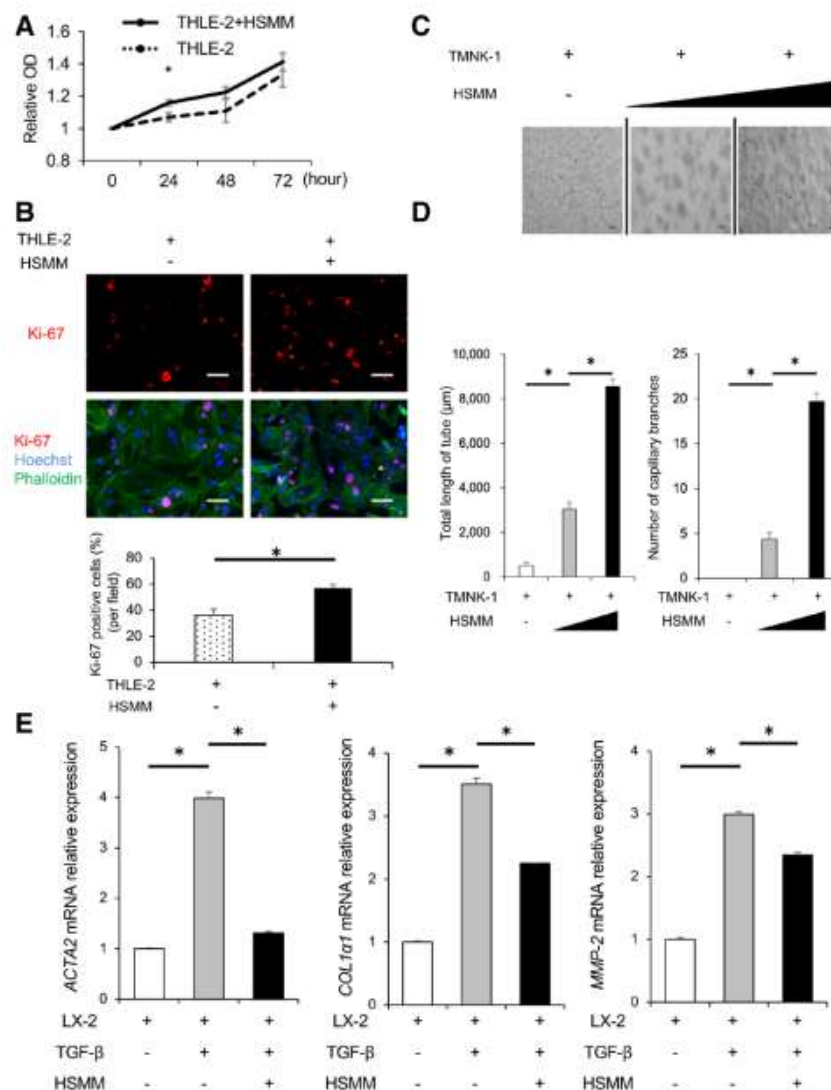 A
THLE-2+HSMM
THLE-2
Relative OD
1.6
1.4
1.2
1
0.8
*
0 24 48 72 (hour)
B
THLE-2 + +
HSMM - +
Ki-67
Ki-67
Hoechst
Phalloidin
Ki-67 positive cells (%)
(per field)
80
60
40
20
0
*
THLE-2 + +
HSMM - +
C
TMNK-1 + + +
HSMM -
D
Total length of tube (μm)
10,000
8,000
6,000
4,000
2,000
0
* *
TMNK-1 + + +
HSMM -
Number of capillary branches
25
20
15
10
5
0
* *
TMNK-1 + + +
HSMM -
E
ACTA2 mRNA relative expression
5
4
3
2
1
0
* *
LX-2 + + +
TGF-β - + +
HSMM - - +
COL1α1 mRNA relative expression
4
3
2
1
0
* *
LX-2 + + +
TGF-β - + +
HSMM - - +
MMP-2 mRNA relative expression
4
3
2
1
0
* *
LX-2 + + +
TGF-β - + +
HSMM - - +